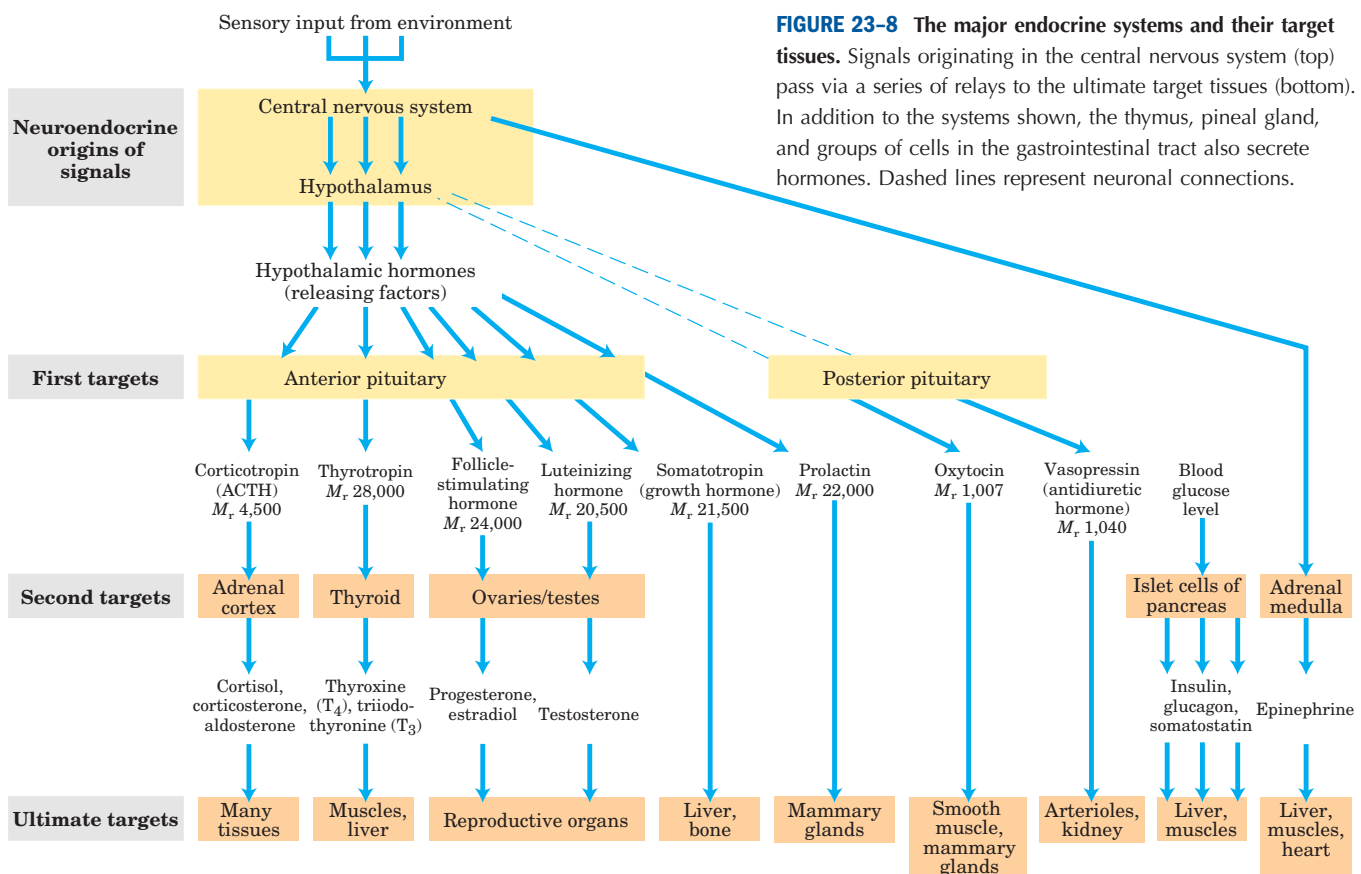 Sensory input from environment
FIGURE 23–8 The major endocrine systems and their target
tissues. Signals originating in the central nervous system (top)
pass via a series of relays to the ultimate target tissues (bottom).
In addition to the systems shown, the thymus, pineal gland,
and groups of cells in the gastrointestinal tract also secrete
hormones. Dashed lines represent neuronal connections.
Neuroendocrine
origins of
signals
Central nervous system
Hypothalamus
Hypothalamic hormones
(releasing factors)
First targets
Anterior pituitary
Posterior pituitary
Corticotropin
(ACTH)
Mr 4,500
Thyrotropin
Mr 28,000
Follicle-
stimulating
hormone
Mr 24,000
Luteinizing
hormone
Mr 20,500
Somatotropin
(growth hormone)
Mr 21,500
Prolactin
Mr 22,000
Oxytocin
Mr 1,007
Vasopressin
(antidiuretic
hormone)
Mr 1,040
Blood
glucose
level
Second targets
Adrenal
cortex
Thyroid
Ovaries/testes
Islet cells of
pancreas
Adrenal
medulla
Cortisol,
corticosterone,
aldosterone
Thyroxine
(T4), triiodo-
thyronine (T3)
Progesterone,
estradiol
Testosterone
Insulin,
glucagon,
somatostatin
Epinephrine
Ultimate targets
Many
tissues
Muscles,
liver
Reproductive organs
Liver,
bone
Mammary
glands
Smooth
muscle,
mammary
glands
Arterioles,
kidney
Liver,
muscles
Liver,
muscles,
heart